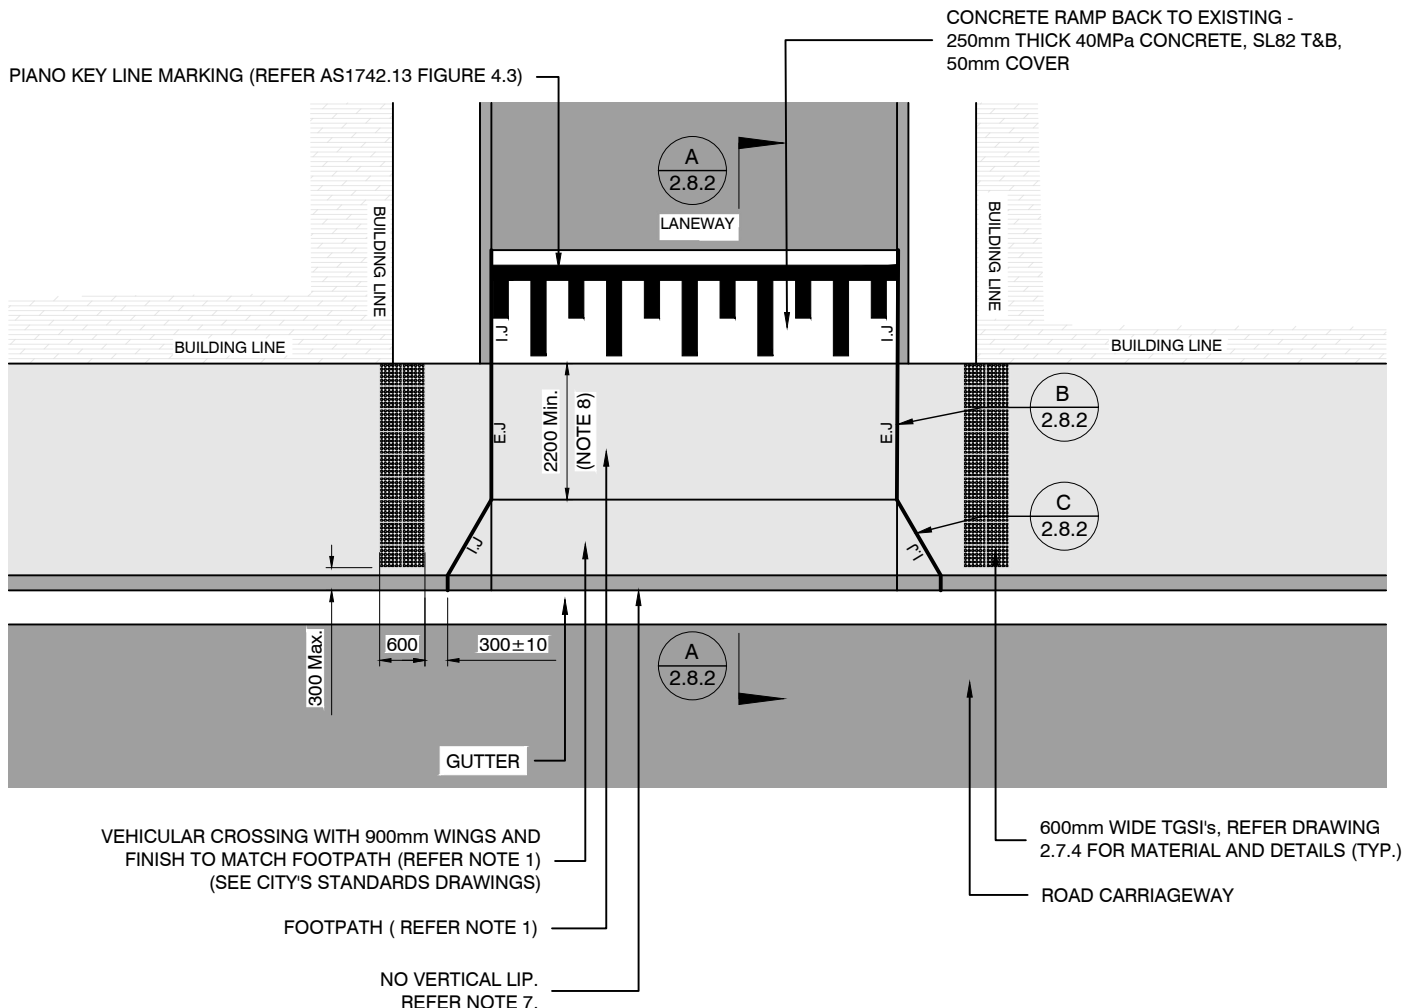 CONCRETE RAMP BACK TO EXISTING -
250mm THICK 40MPa CONCRETE, SL82 T&B,
50mm COVER
PIANO KEY LINE MARKING (REFER AS1742.13 FIGURE 4.3)
A
2.8.2
LANEWAY
BUILDING LINE
BUILDING LINE
BUILDING LINE
BUILDING LINE
I.J
I.J
E.J
2200 Min.
(NOTE 8)
E.J
B
2.8.2
C
2.8.2
I.J
I.J
300 Max.
600
300±10
A
2.8.2
GUTTER
VEHICULAR CROSSING WITH 900mm WINGS AND
FINISH TO MATCH FOOTPATH (REFER NOTE 1)
(SEE CITY'S STANDARDS DRAWINGS)
600mm WIDE TGSI's, REFER DRAWING
2.7.4 FOR MATERIAL AND DETAILS (TYP.)
ROAD CARRIAGEWAY
FOOTPATH ( REFER NOTE 1)
NO VERTICAL LIP.
REFER NOTE 7.